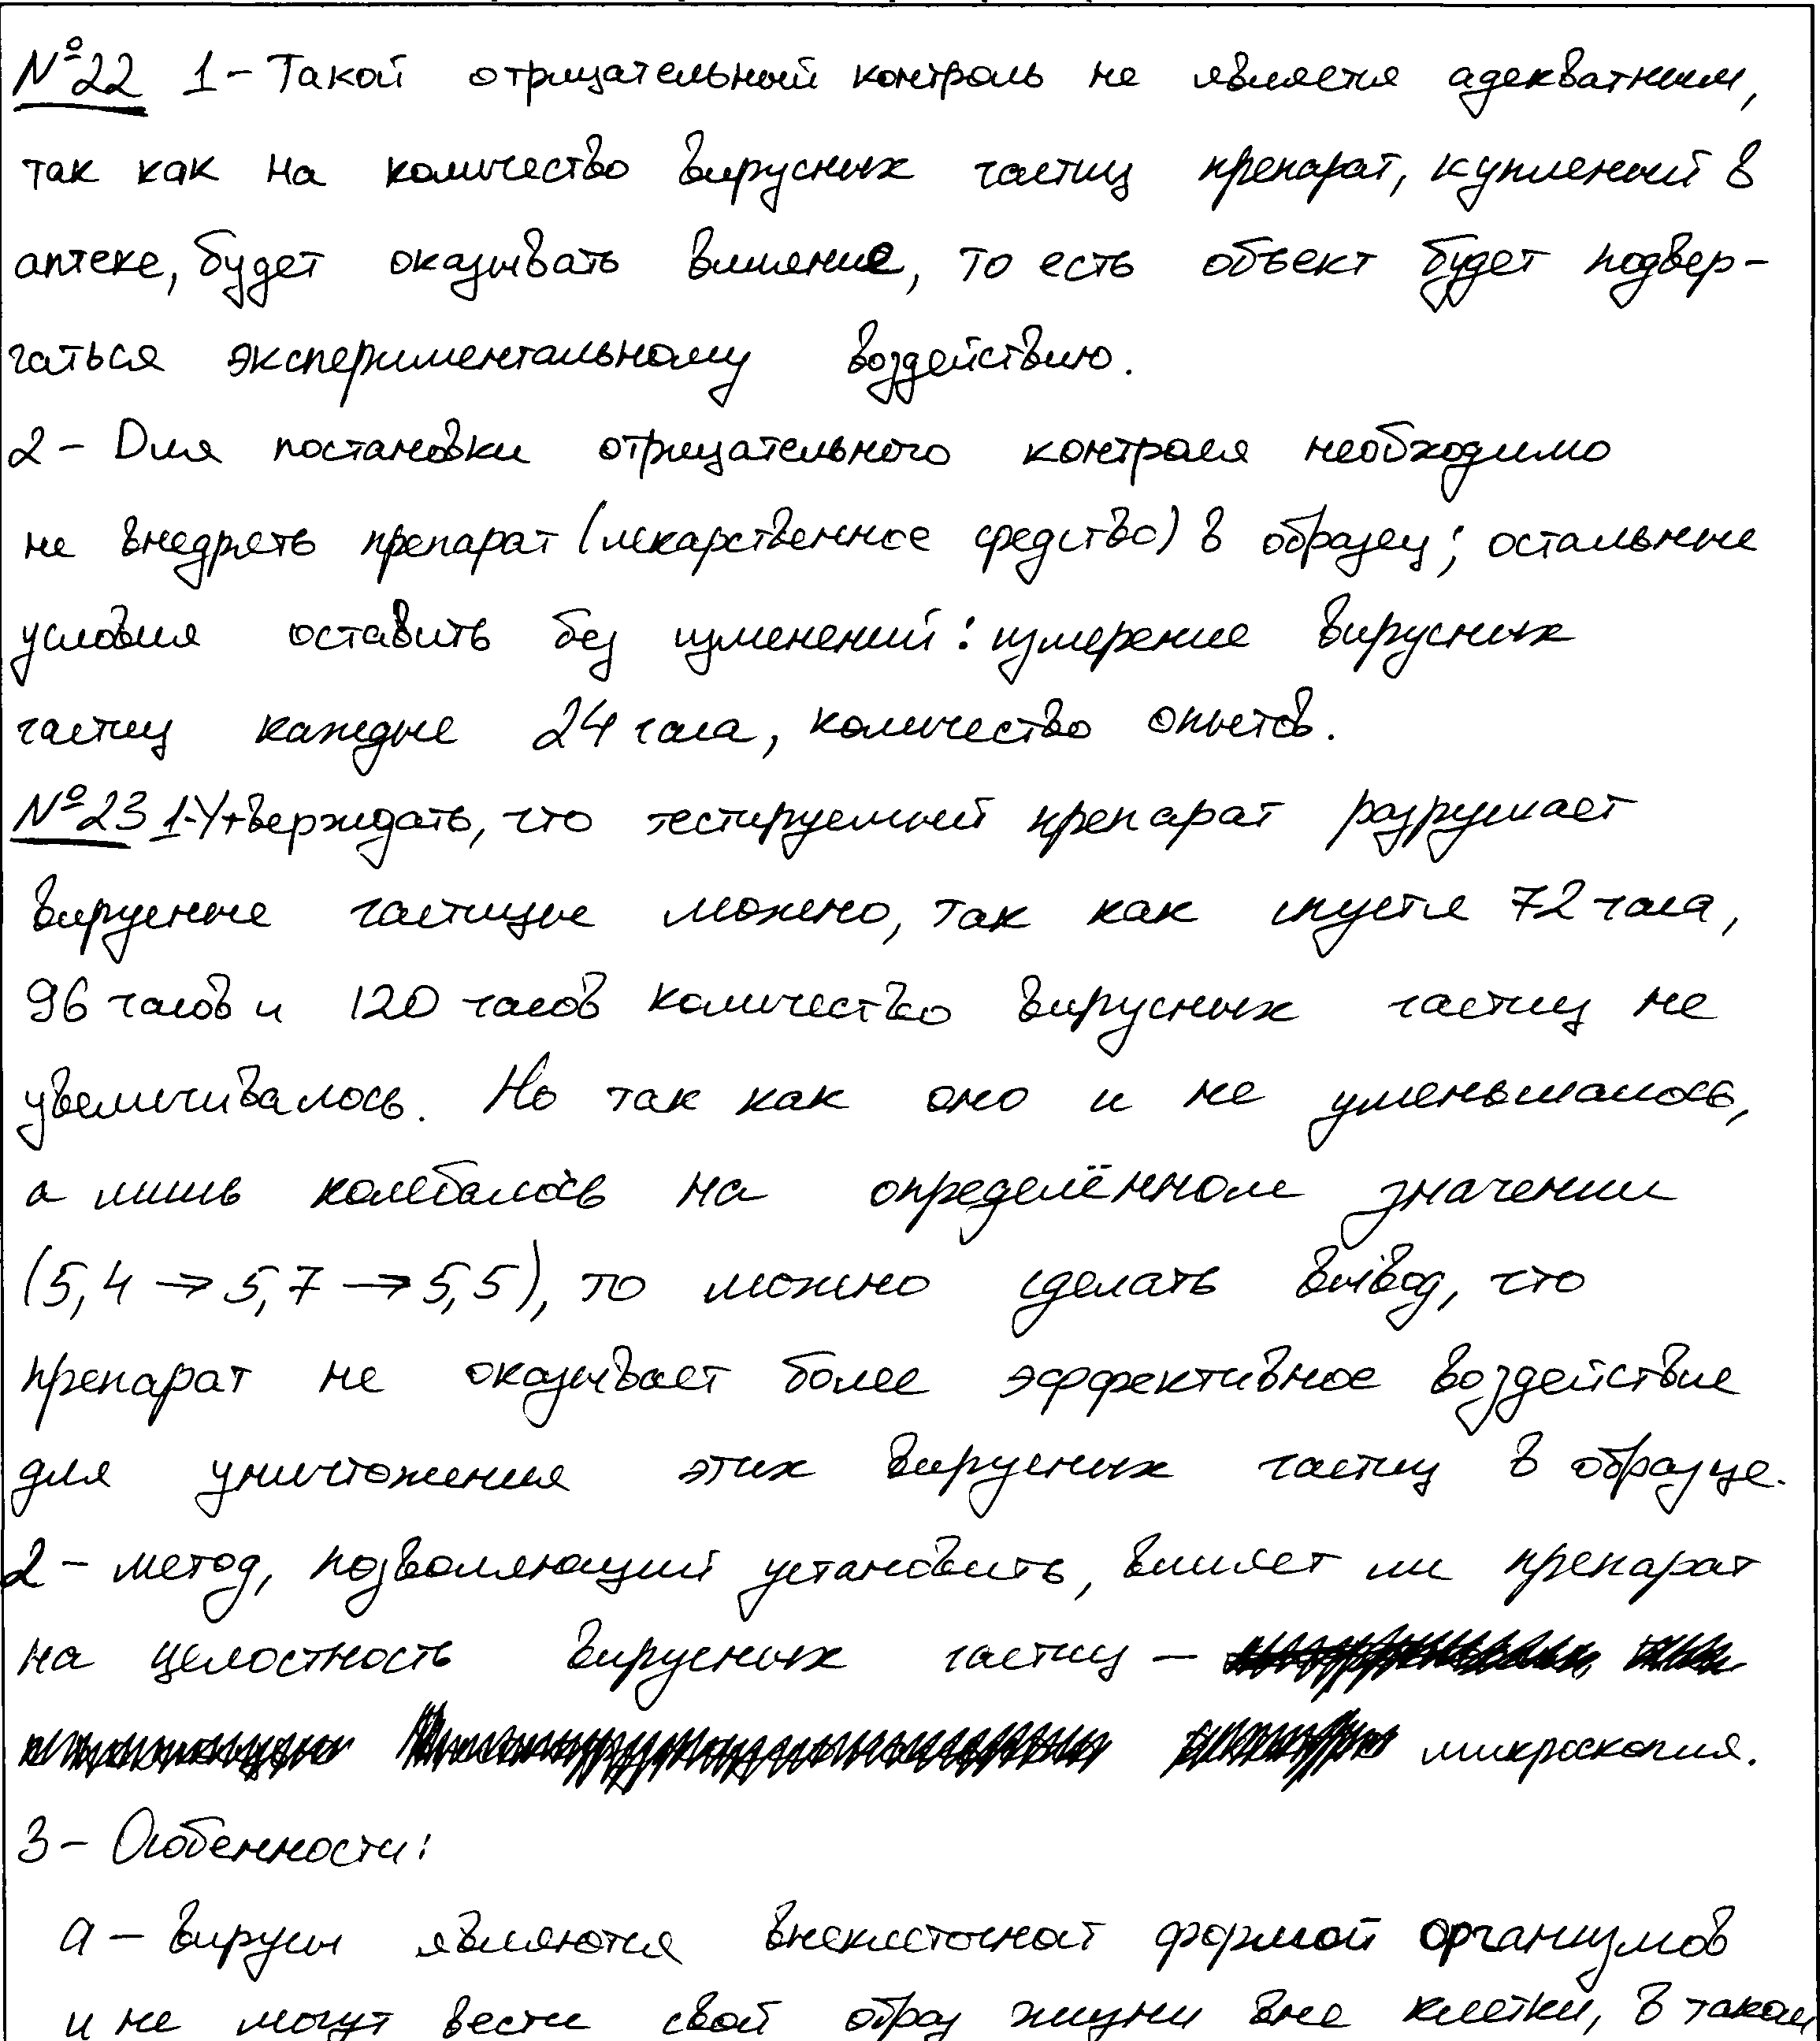 №22 1 - Такой отрицательный контроль не является адекватным,
так как на количество вирусных частиц препарат, купленый в
аптеке, будет оказывать влияние, то есть объект будет подвер-
гаться экспериментальному воздействию.
2 - Для постановки отрицательного контроля необходимо
не внедрять препарат (лекарственное средство) в образец; остальные
условия оставить без изменений: измерение вирусных
частиц каждые 24 часа, количество опытов.
№23 1-Утверждать, что тестируемый препарат разрушает
вирусные частицы можно, так как спустя 72 часа,
96 часов и 120 часов количество вирусных частиц не
увеличивалось. Но так как оно и не уменьшалось,
а лишь колебалось на определённом значении
(5,4 → 5,7 → 5,5), то можно сделать вывод, что
препарат не оказывает более эффективное воздействие
для уничтожения этих вирусных частиц в образце.
2 - метод, позволяющий установить, влияет ли препарат
на целостность вирусных частиц -
микроскопия.
3 - Особенности:
а - вирусы являются внеклеточной формой организмов
и не могут вести свой образ жизни вне клетки, в таком